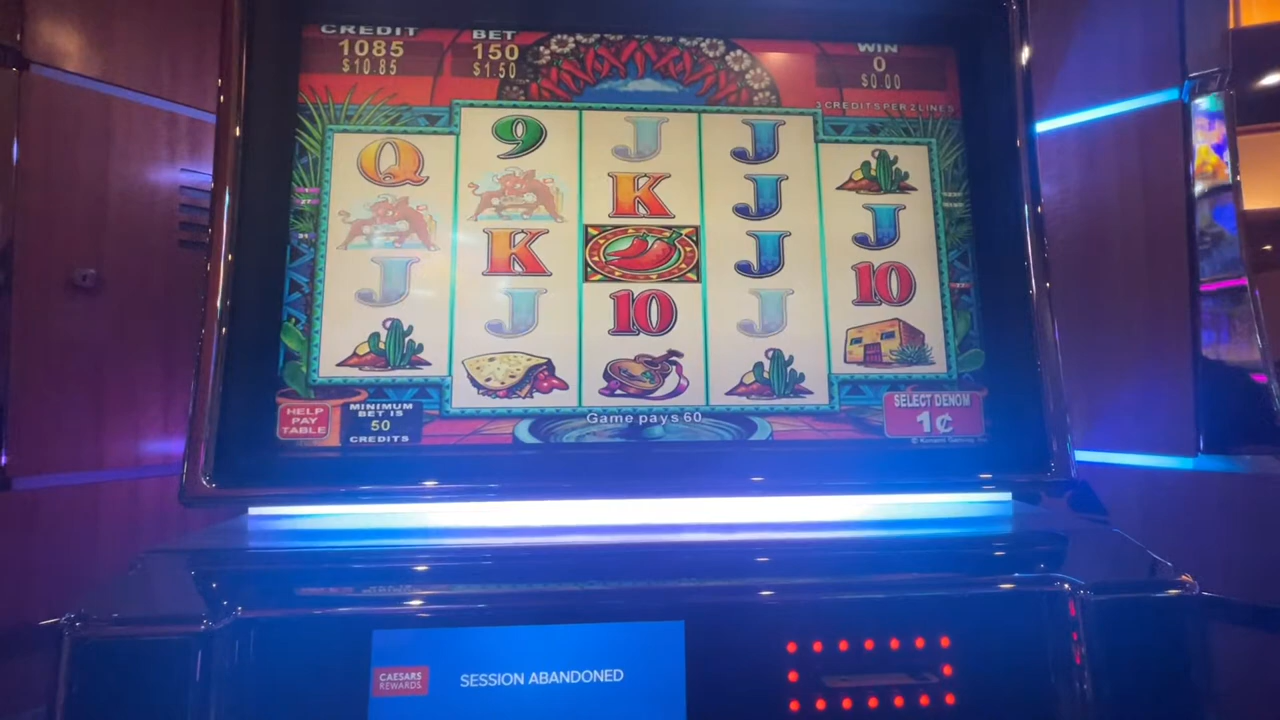 CREDIT
1085
$10.85
BET
150
$1.50
WIN
0
$0.00
3 CREDITS PER 2 LINES
Q
9
J
J
K
J
K
J
J
J
10
J
10
J
HELP
PAY
TABLE
MINIMUM
BET IS
50
CREDITS
Game pays 60
SELECT DENOM
1¢
CAESARS
REWARDS
SESSION ABANDONED